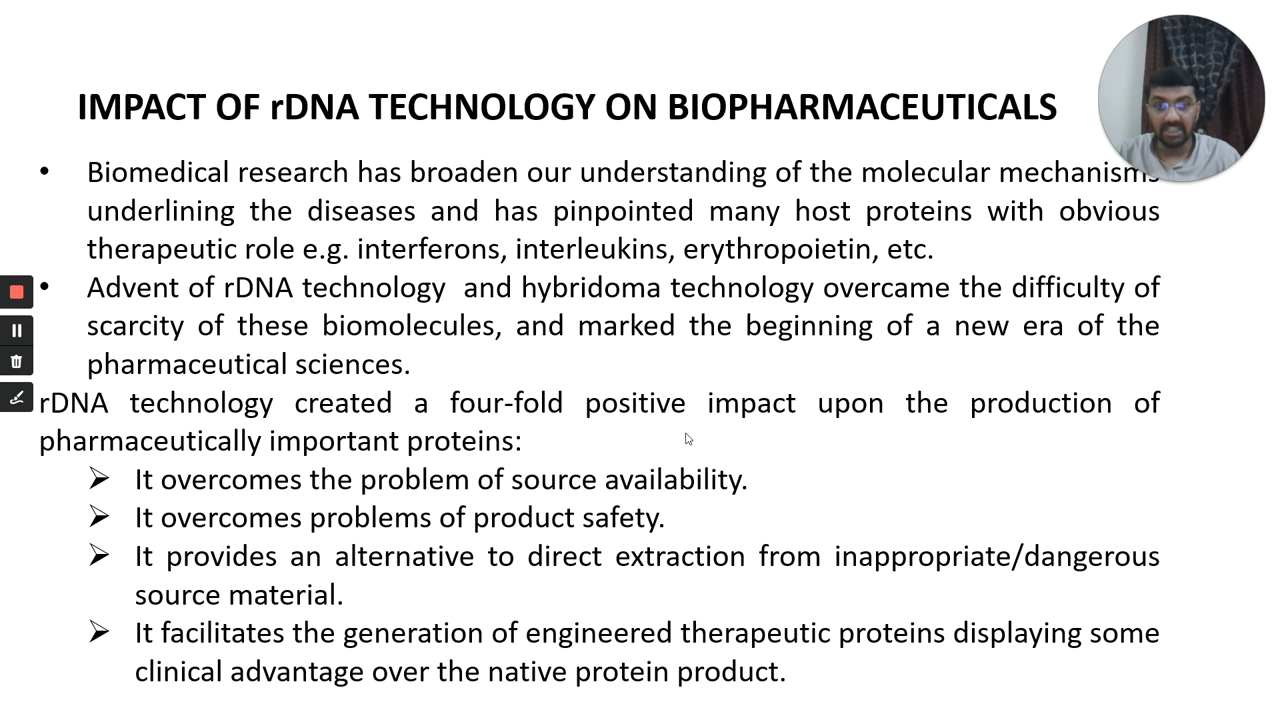 IMPACT OF rDNA TECHNOLOGY ON BIOPHARMACEUTICALS
• Biomedical research has broaden our understanding of the molecular mechanisms
underlining the diseases and has pinpointed many host proteins with obvious
therapeutic role e.g. interferons, interleukins, erythropoietin, etc.
• Advent of rDNA technology and hybridoma technology overcame the difficulty of
scarcity of these biomolecules, and marked the beginning of a new era of the
pharmaceutical sciences.
rDNA technology created a four-fold positive impact upon the production of
pharmaceutically important proteins:
➢ It overcomes the problem of source availability.
➢ It overcomes problems of product safety.
➢ It provides an alternative to direct extraction from inappropriate/dangerous
source material.
➢ It facilitates the generation of engineered therapeutic proteins displaying some
clinical advantage over the native protein product.